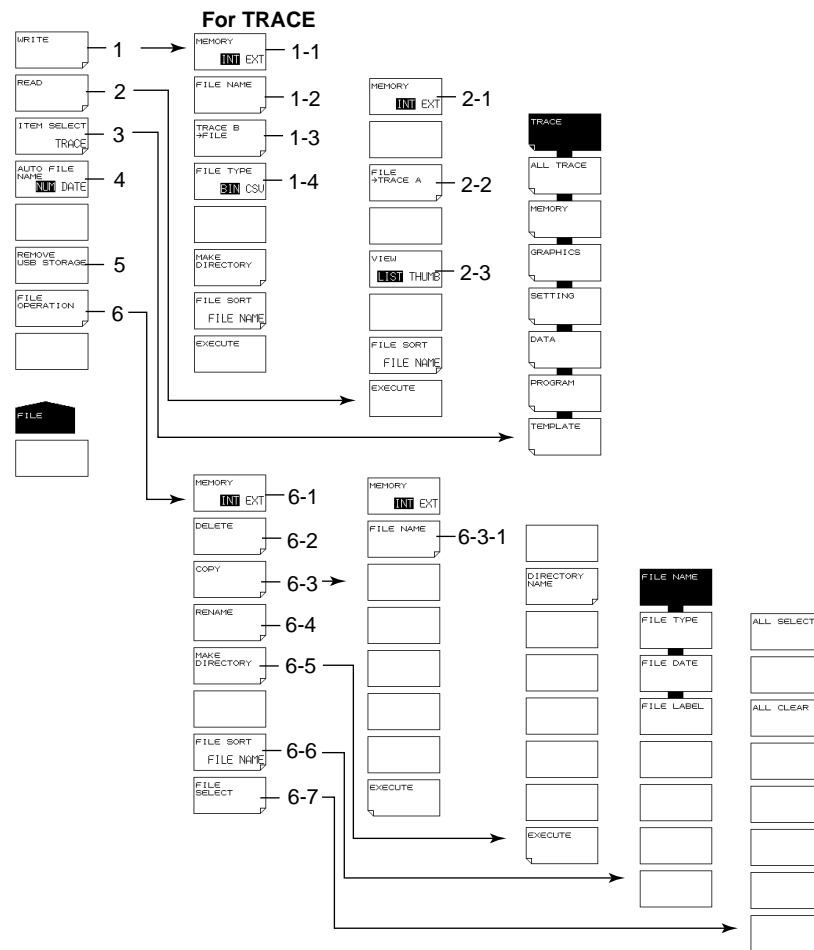 For TRACE
WRITE
1
READ
2
ITEM SELECT
TRACE
3
AUTO FILE
NAME
NUM DATE
4
REMOVE
USB STORAGE
5
FILE
OPERATION
6
FILE
MEMORY
INT EXT
1-1
FILE NAME
1-2
TRACE B
→FILE
1-3
FILE TYPE
BIN CSV
1-4
MAKE
DIRECTORY
FILE SORT
FILE NAME
EXECUTE
MEMORY
INT EXT
2-1
FILE
→TRACE A
2-2
VIEW
LIST THUMB
2-3
FILE SORT
FILE NAME
EXECUTE
TRACE
ALL TRACE
MEMORY
GRAPHICS
SETTING
DATA
PROGRAM
TEMPLATE
MEMORY
INT EXT
6-1
DELETE
6-2
COPY
6-3
RENAME
6-4
MAKE
DIRECTORY
6-5
FILE SORT
FILE NAME
6-6
FILE
SELECT
6-7
MEMORY
INT EXT
FILE NAME
6-3-1
EXECUTE
DIRECTORY
NAME
EXECUTE
FILE NAME
FILE TYPE
FILE DATE
FILE LABEL
ALL SELECT
ALL CLEAR